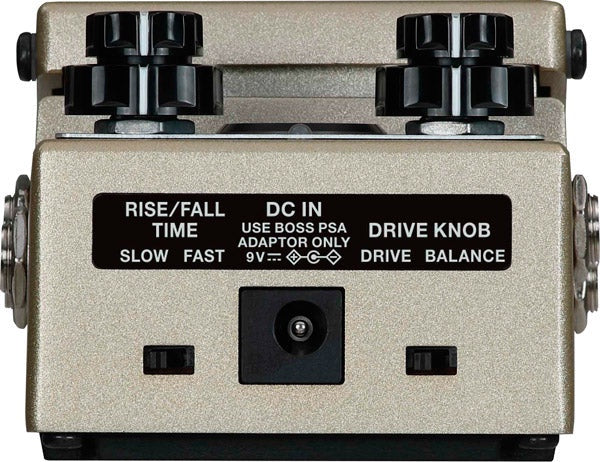 RISE/FALL
TIME
SLOW FAST
DC IN
USE BOSS PSA
ADAPTOR ONLY
9V
DRIVE KNOB
DRIVE BALANCE